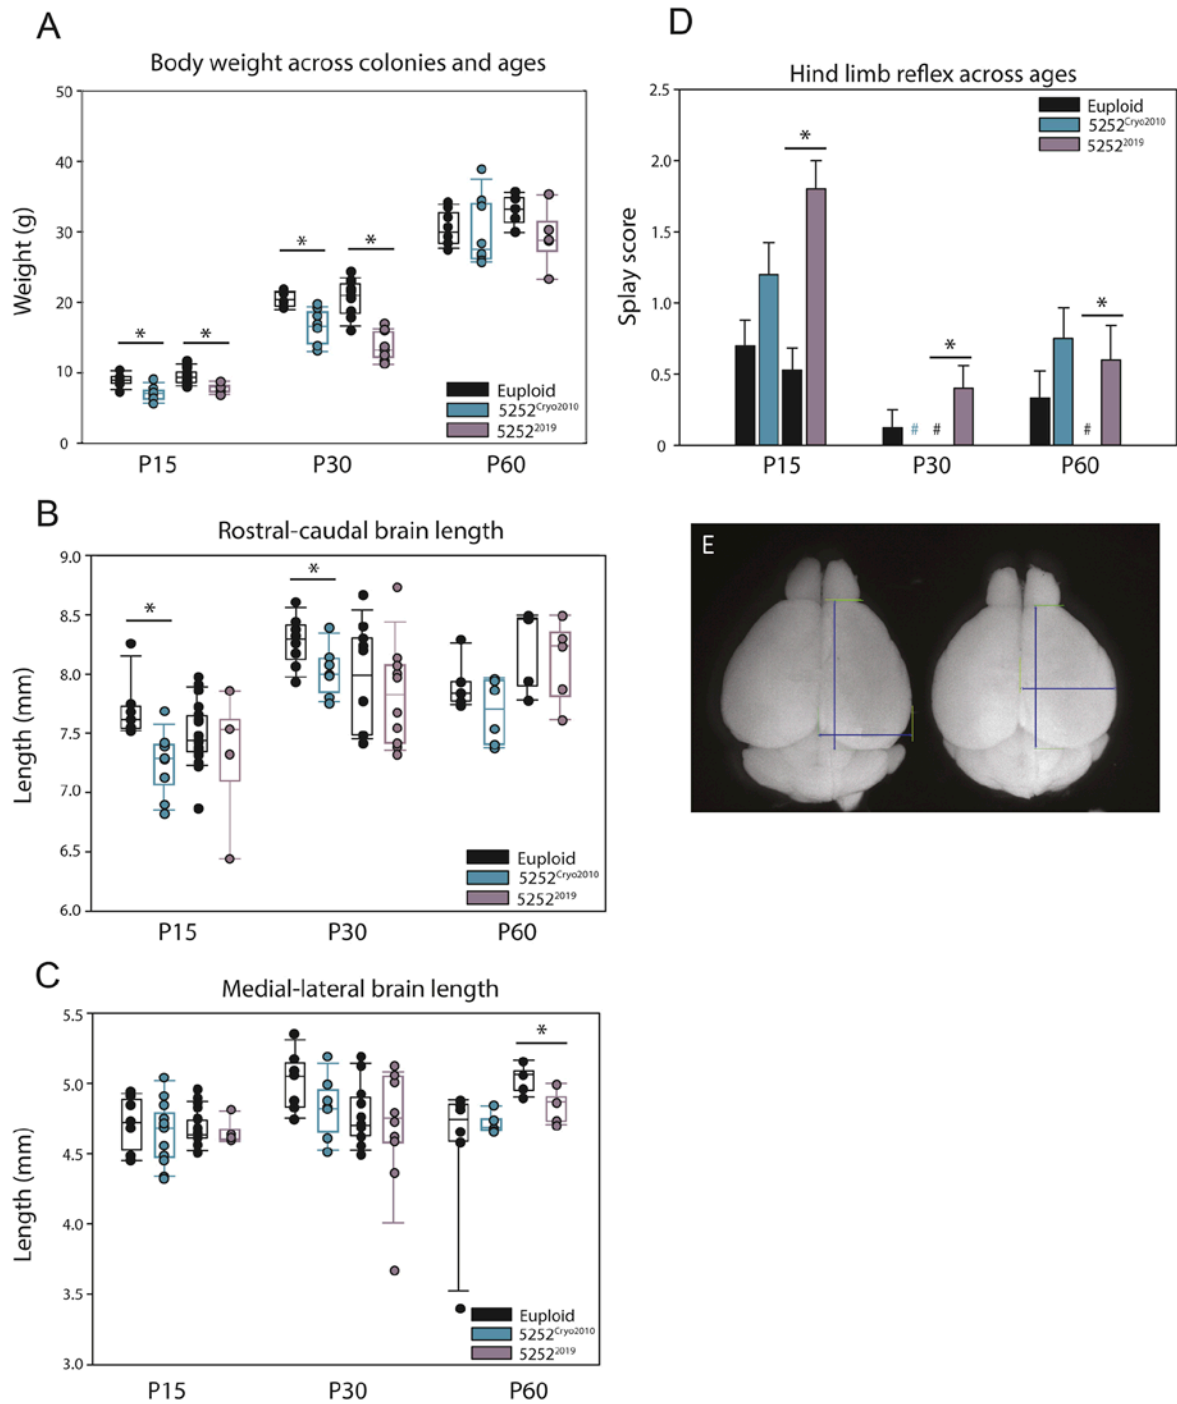 A
Body weight across colonies and ages
50
40
30
20
10
0
Weight (g)
*
*
*
*
Euploid
5252Cryo2010
52522019
P15 P30 P60
B
Rostral-caudal brain length
9.0
8.5
8.0
7.5
7.0
6.5
6.0
Length (mm)
*
*
Euploid
5252Cryo2010
52522019
P15 P30 P60
C
Medial-lateral brain length
5.5
5.0
4.5
4.0
3.5
3.0
Length (mm)
*
Euploid
5252Cryo2010
52522019
P15 P30 P60
D
Hind limb reflex across ages
2.5
2.0
1.5
1.0
0.5
0
Splay score
Euploid
5252Cryo2010
52522019
*
*
*
# # #
P15 P30 P60
E